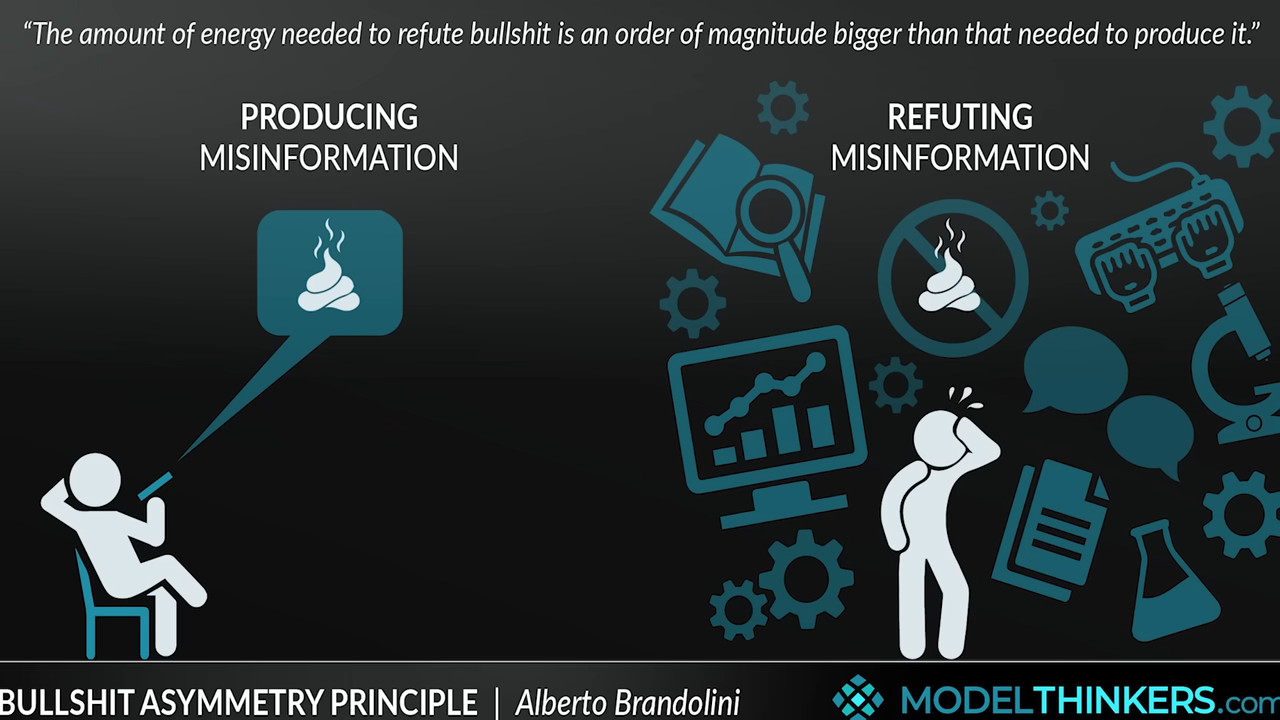 “The amount of energy needed to refute bullshit is an order of magnitude bigger than that needed to produce it.”
PRODUCING
MISINFORMATION
REFUTING
MISINFORMATION
BULLSHIT ASYMMETRY PRINCIPLE | Alberto Brandolini
MODELTHINKERS.com